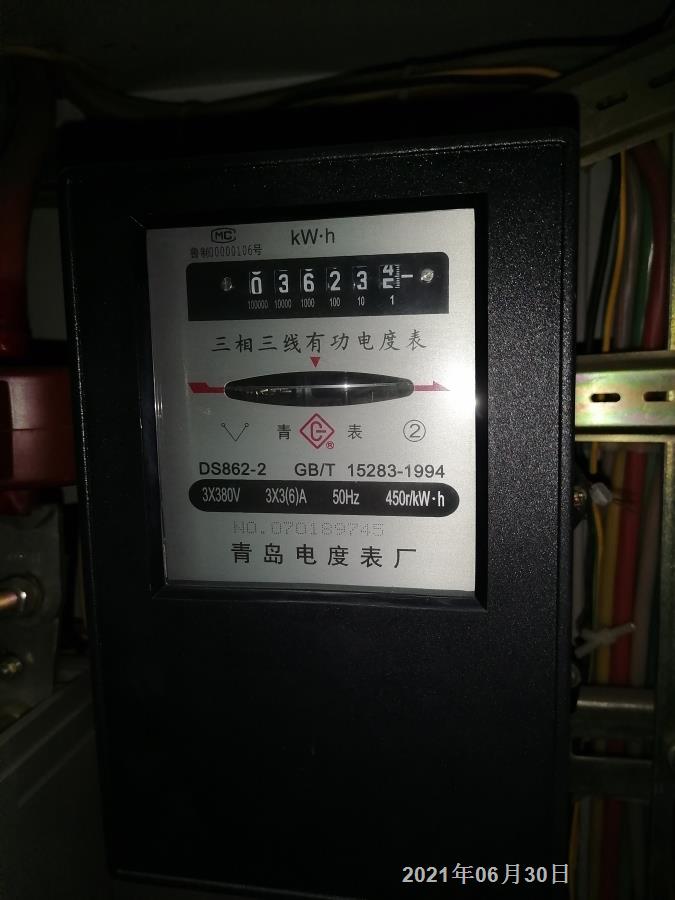 MC
鲁制00000106号
kW·h
0 3 6 2 3
100000 10000 1000 100 10 1
三相三线有功电度表
青 G ® 表 ②
DS862-2 GB/T 15283-1994
3X380V 3X3(6)A 50Hz 450r/kW·h
NO.070189745
青岛电度表厂
2021年06月30日